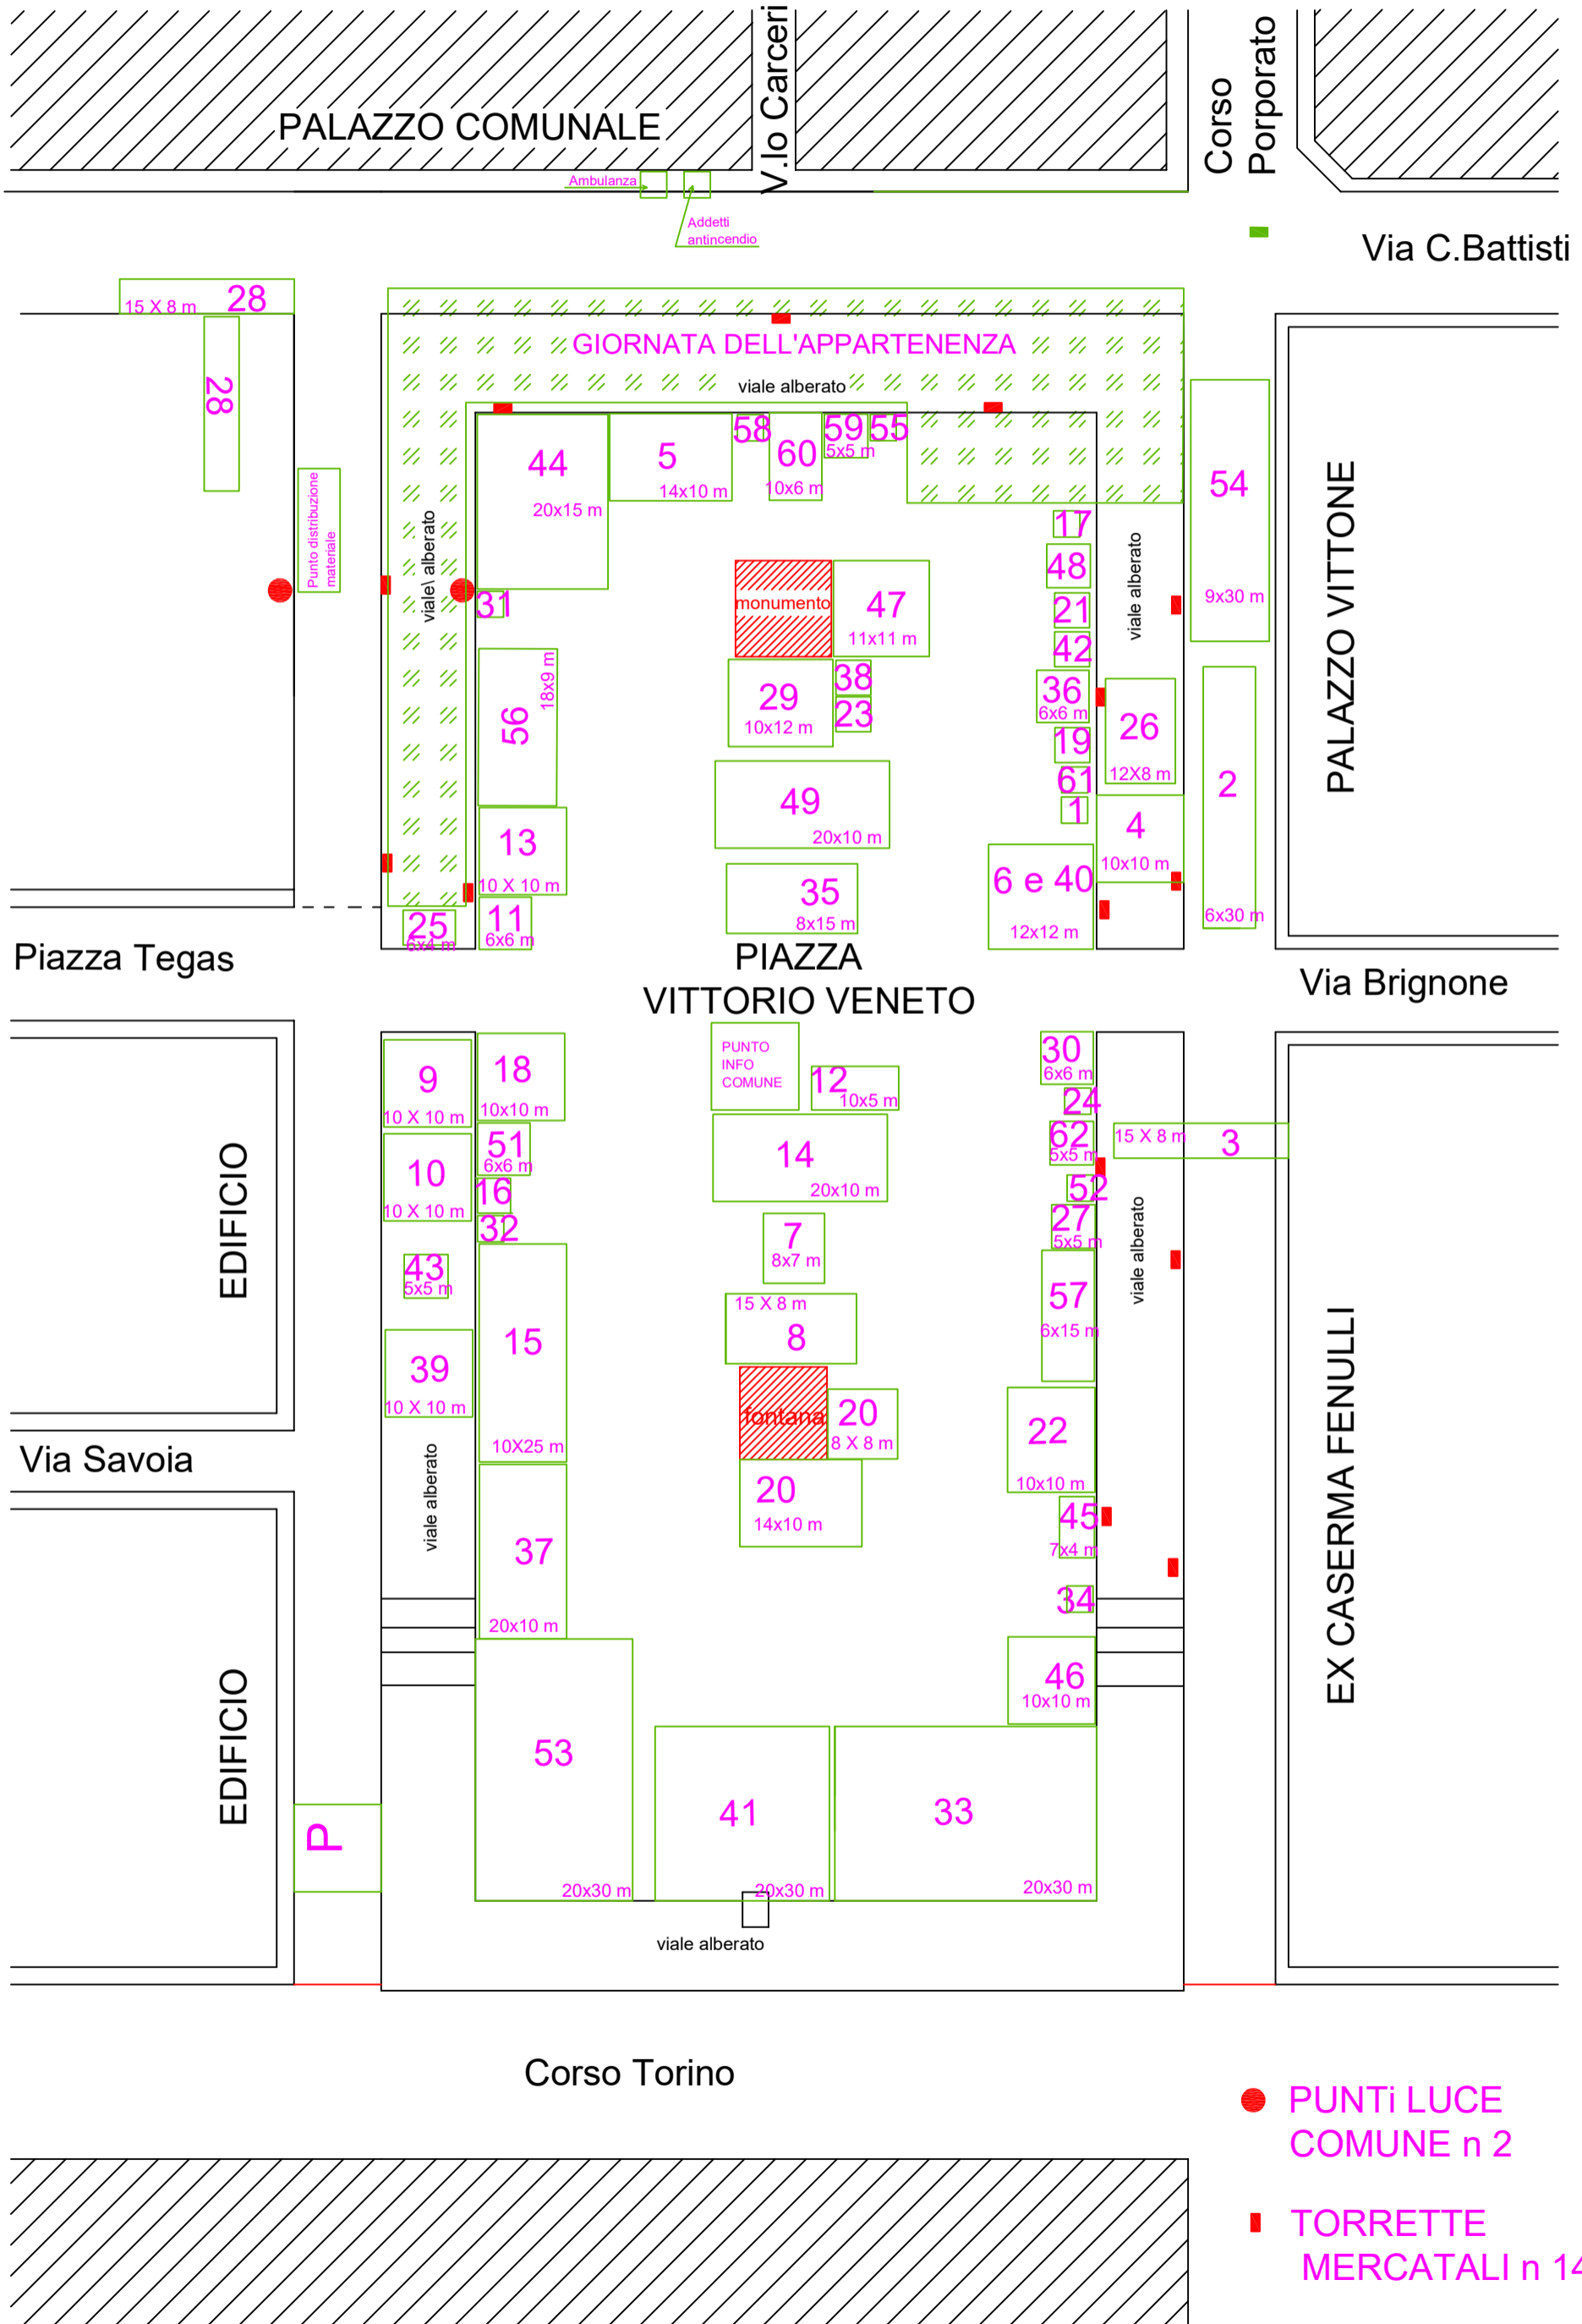 PALAZZO COMUNALE
V.lo Carceri
Corso
Porporato
Ambulanza
Addetti
antincendio
Via C.Battisti
28
15 X 8 m
28
GIORNATA DELL'APPARTENENZA
viale alberato
Punto distribuzione
materiale
viale\ alberato
44
20x15 m
5
14x10 m
58
60
10x6 m
59
5x5 m
55
54
9x30 m
PALAZZO VITTONE
17
48
21
42
36
6x6 m
19
61
1
viale alberato
31
monumento
47
11x11 m
29
10x12 m
38
23
56
18x9 m
26
12X8 m
2
6x30 m
49
20x10 m
4
10x10 m
13
10 X 10 m
35
8x15 m
6 e 40
12x12 m
25
6x4 m
11
6x6 m
Piazza Tegas
PIAZZA
VITTORIO VENETO
Via Brignone
9
10 X 10 m
18
10x10 m
PUNTO
INFO
COMUNE
12
10x5 m
30
6x6 m
24
62
5x5 m
15 X 8 m
3
EDIFICIO
10
10 X 10 m
51
6x6 m
16
32
14
20x10 m
52
27
5x5 m
viale alberato
43
5x5 m
7
8x7 m
57
6x15 m
15
10X25 m
15 X 8 m
8
39
10 X 10 m
fontana
20
8 X 8 m
22
10x10 m
EX CASERMA FENULLI
Via Savoia
viale alberato
20
14x10 m
45
7x4 m
37
20x10 m
34
46
10x10 m
EDIFICIO
53
20x30 m
41
20x30 m
33
20x30 m
P
viale alberato
Corso Torino
PUNTi LUCE
COMUNE n 2
TORRETTE
MERCATALI n 14